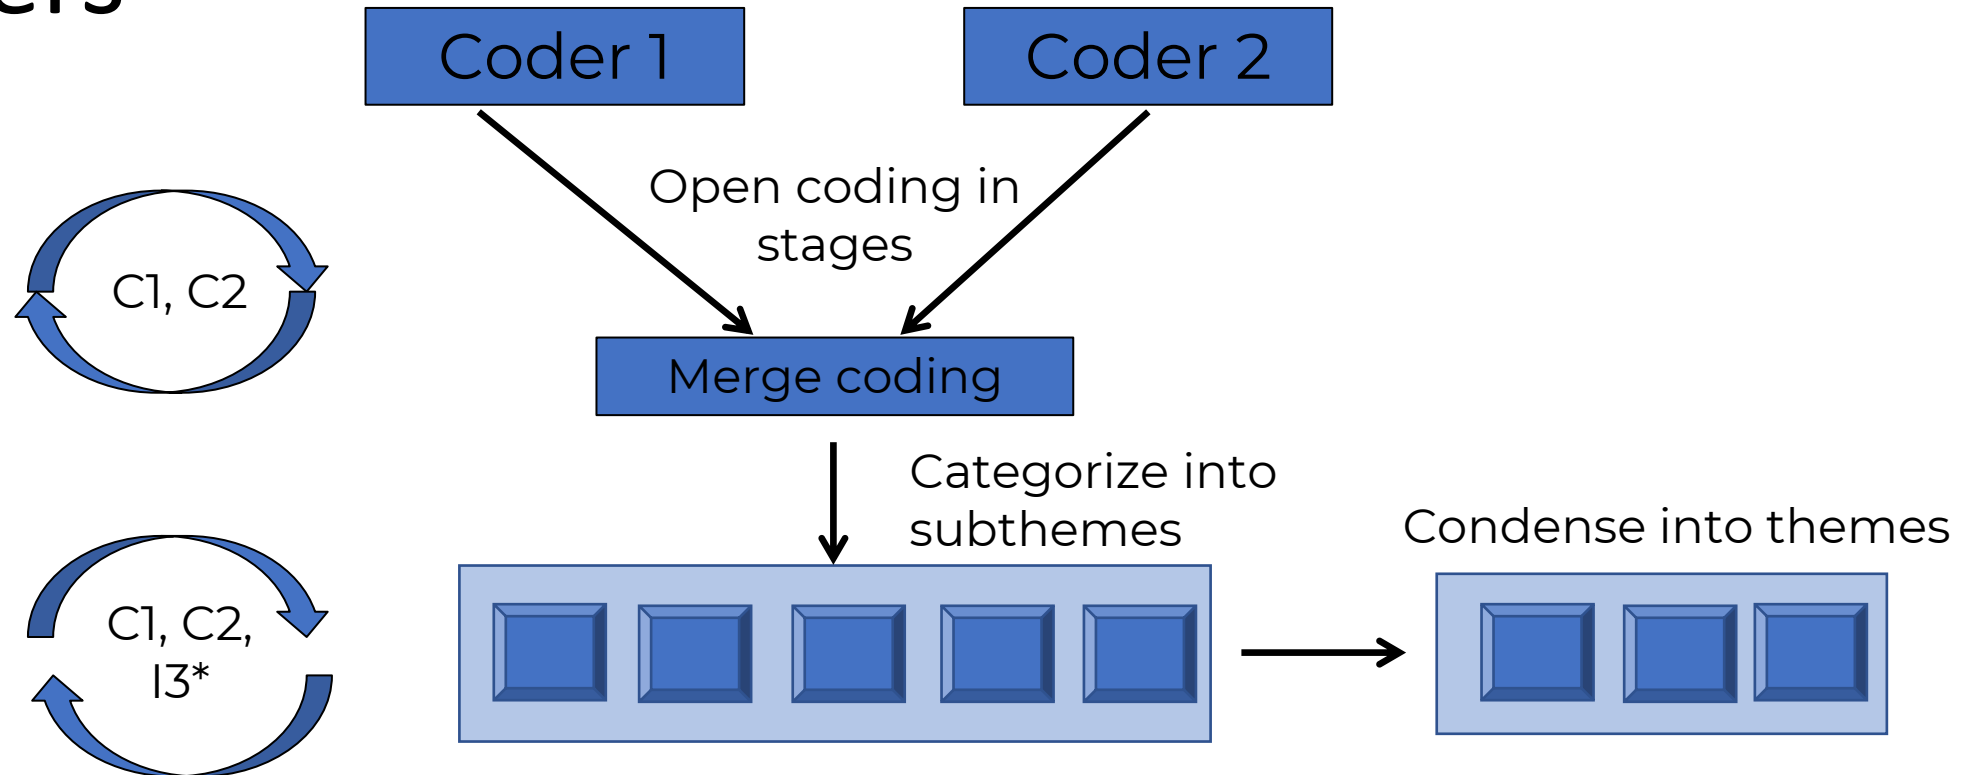 Coder 1
Coder 2
Open coding in
stages
C1, C2
Merge coding
Categorize into
subthemes
Condense into themes
C1, C2,
I3*